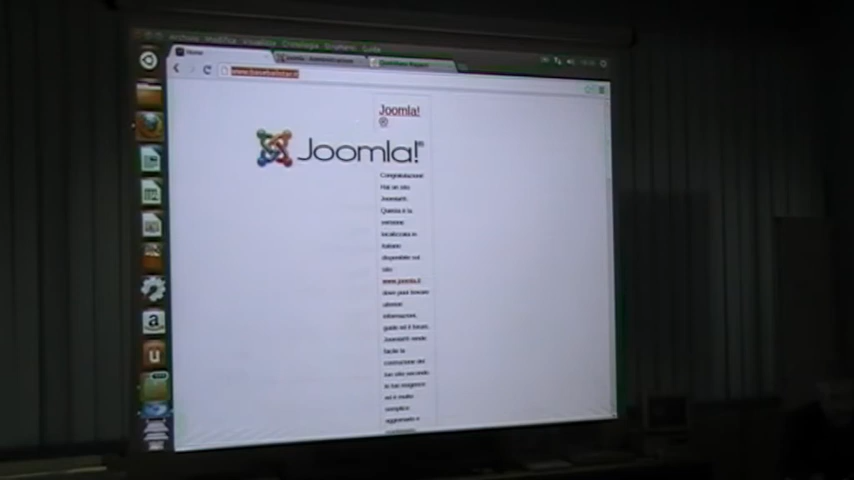 Home
Joomla!
®
Joomla!®
Congratulazioni!
Hai un sito
Joomla!®.
Questa è la
versione
localizzata in
italiano
disponibile sul
sito
www.joomla.it
dove puoi trovare
ulteriori
informazioni,
guide ed il forum.
Joomla!® rende
facile la
costruzione del
tuo sito secondo
le tue esigenze
ed è molto
semplice
aggiornarlo e